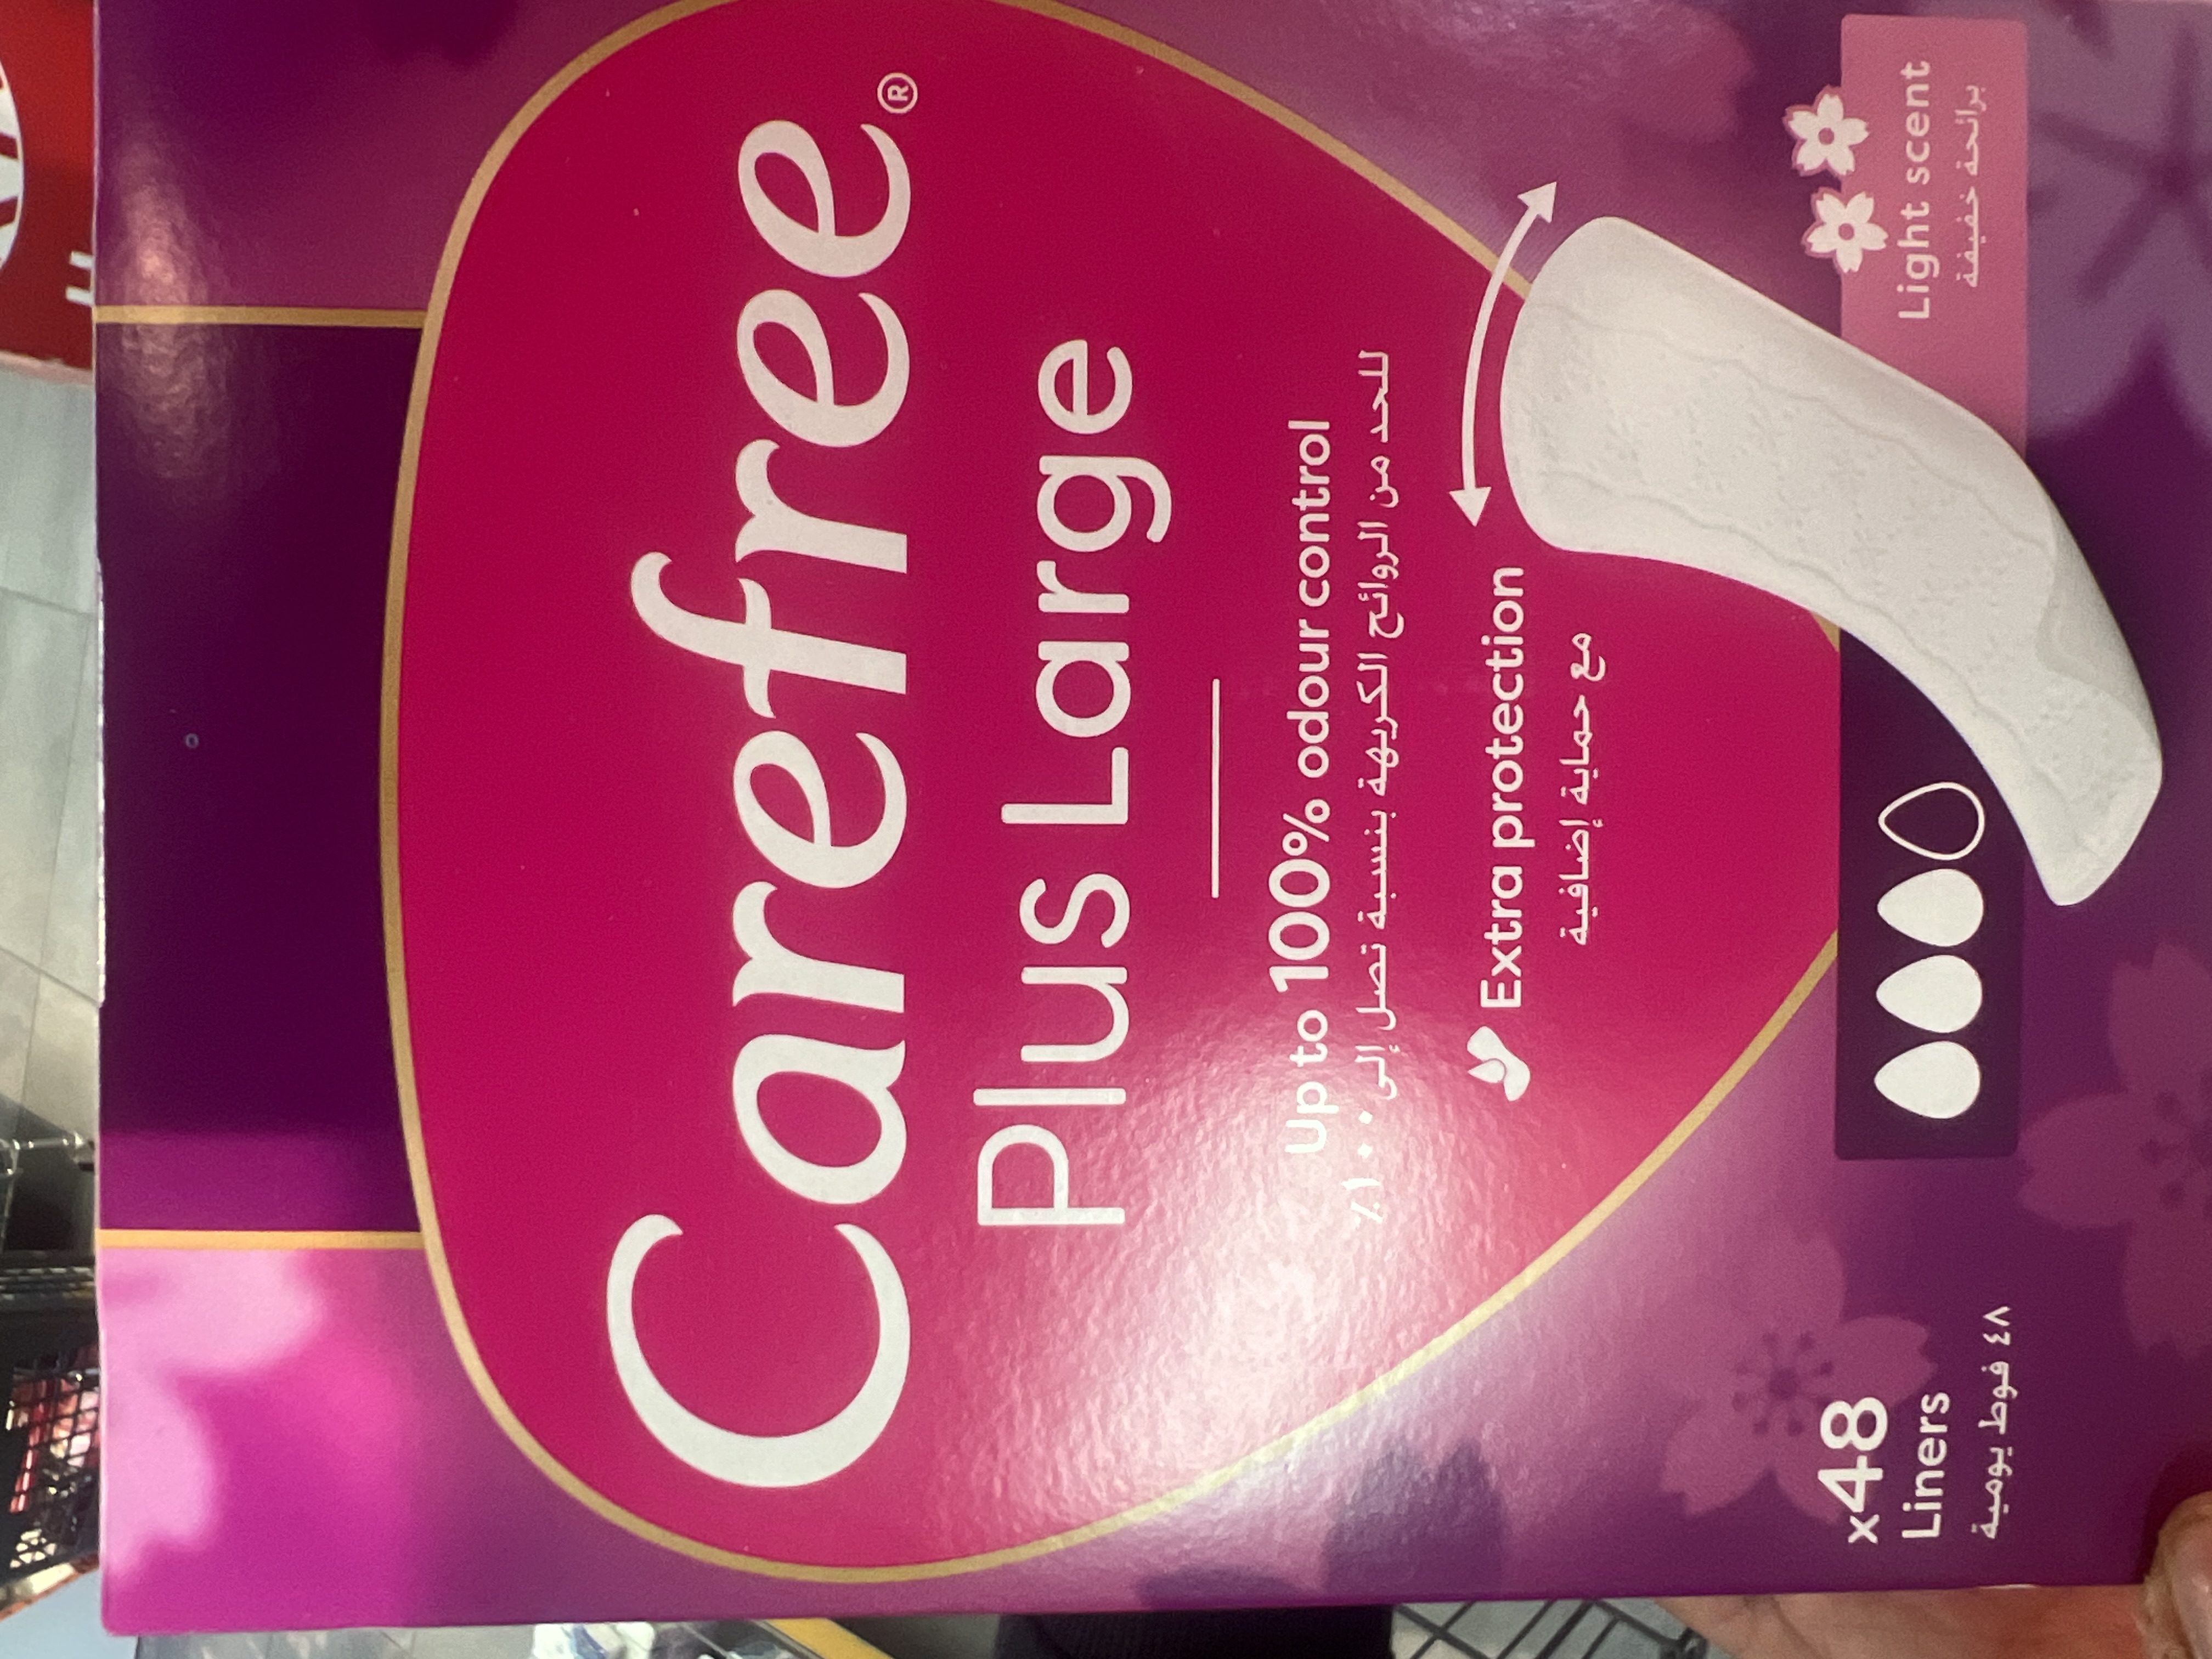 Carefree®
Plus Large
Up to 100% odour control
للحد من الروائح الكريهة بنسبة تصل إلى ١٠٠٪
Extra protection
مع حماية إضافية
Light scent
برائحة خفيفة
x48
Liners
٤٨ فوط يومية